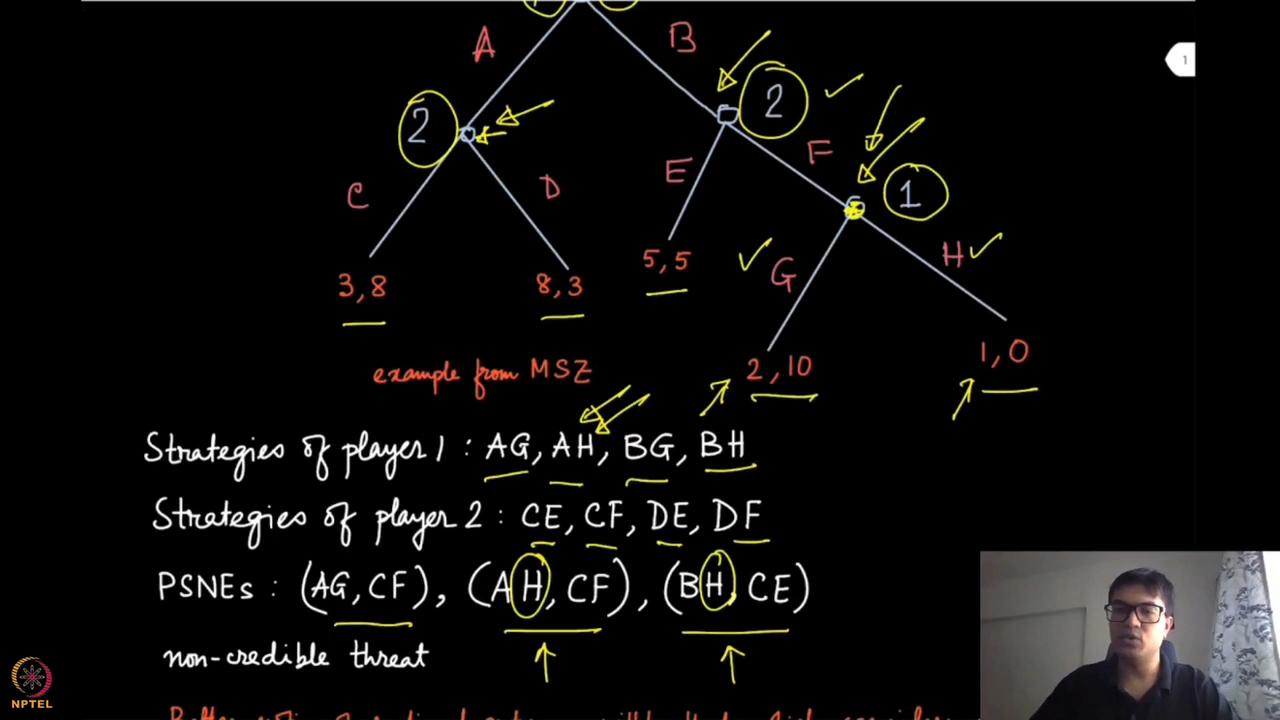 A B
2 2
C D E F 1
3,8 8,3 5,5 G H
example from MSZ 2,10 1,0
Strategies of player 1 : AG, AH, BG, BH
Strategies of player 2 : CE, CF, DE, DF
PSNEs : (AG, CF), (AH, CF), (BH, CE)
non-credible threat
1
NPTEL